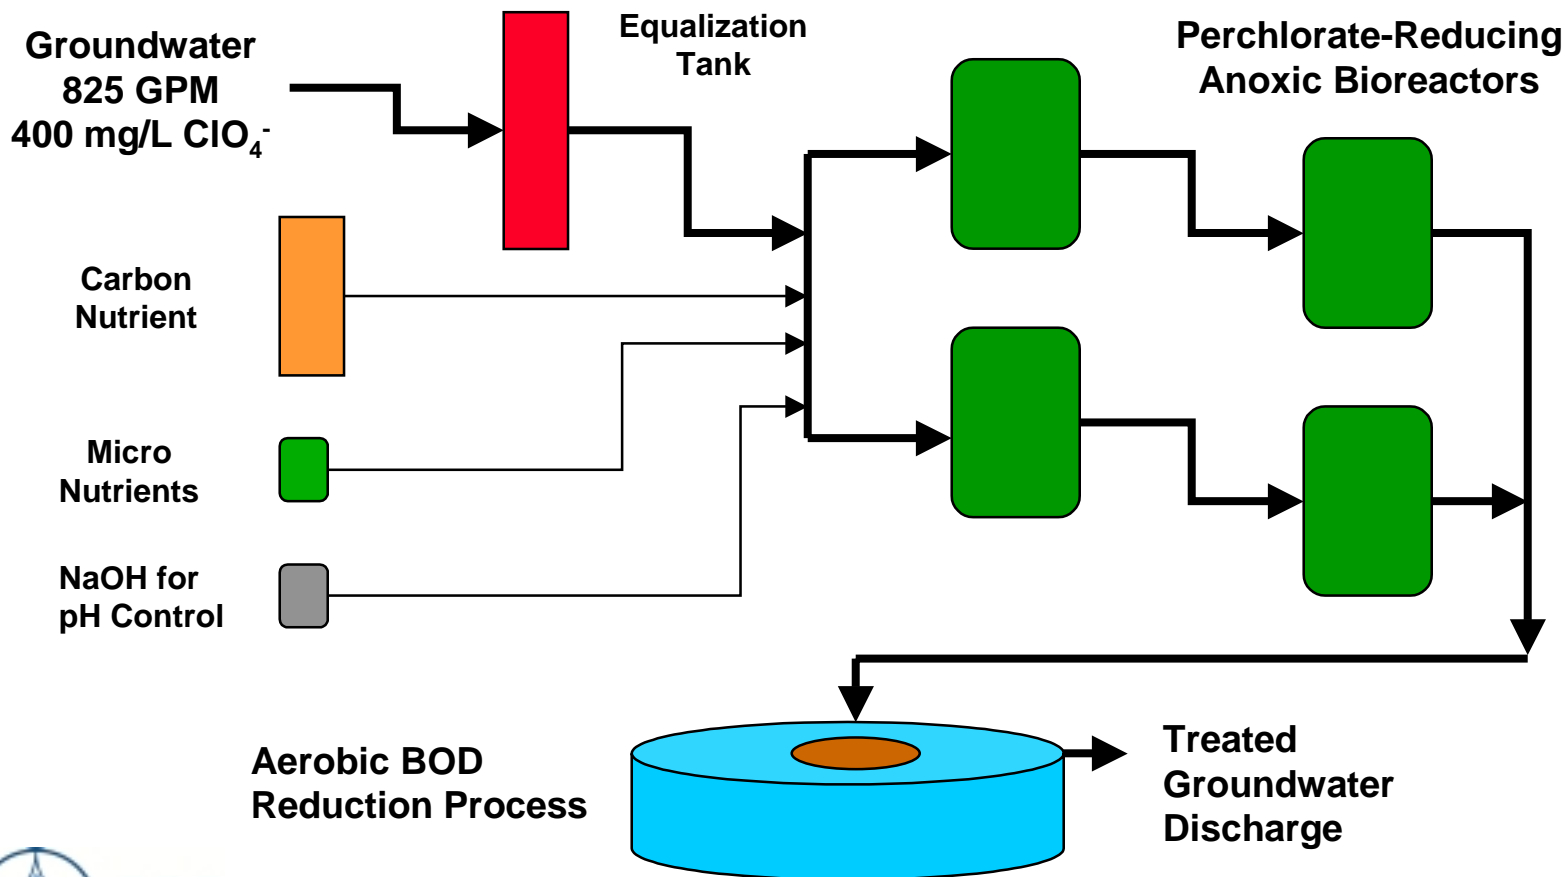 Groundwater
825 GPM
400 mg/L ClO₄⁻
Equalization
Tank
Perchlorate-Reducing
Anoxic Bioreactors
Carbon
Nutrient
Micro
Nutrients
NaOH for
pH Control
Aerobic BOD
Reduction Process
Treated
Groundwater
Discharge